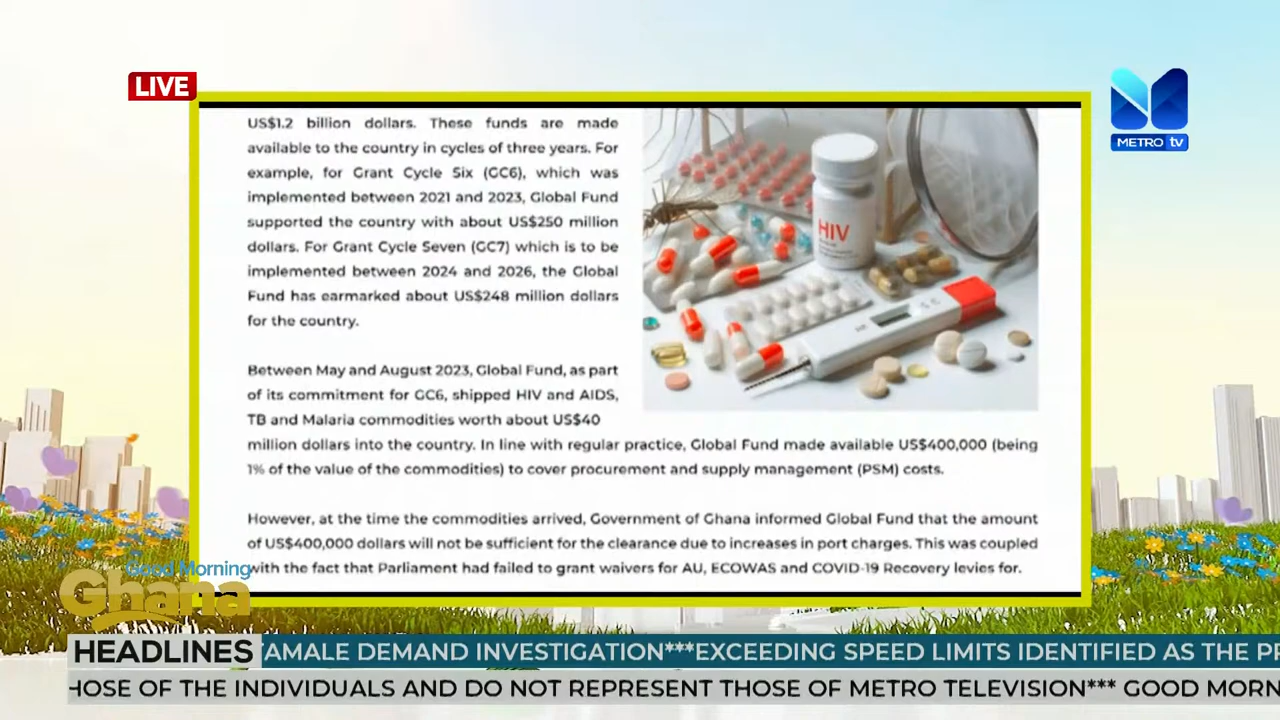 LIVE
METRO tv
US$1.2 billion dollars. These funds are made
available to the country in cycles of three years. For
example, for Grant Cycle Six (GC6), which was
implemented between 2021 and 2023, Global Fund
supported the country with about US$250 million
dollars. For Grant Cycle Seven (GC7) which is to be
implemented between 2024 and 2026, the Global
Fund has earmarked about US$248 million dollars
for the country.
HIV
Between May and August 2023, Global Fund, as part
of its commitment for GC6, shipped HIV and AIDS,
TB and Malaria commodities worth about US$40
million dollars into the country. In line with regular practice, Global Fund made available US$400,000 (being
1% of the value of the commodities) to cover procurement and supply management (PSM) costs.
However, at the time the commodities arrived, Government of Ghana informed Global Fund that the amount
of US$400,000 dollars will not be sufficient for the clearance due to increases in port charges. This was coupled
with the fact that Parliament had failed to grant waivers for AU, ECOWAS and COVID-19 Recovery levies for.
Good Morning
Ghana
HEADLINES
TAMALE DEMAND INVESTIGATION***EXCEEDING SPEED LIMITS IDENTIFIED AS THE PR
HOSE OF THE INDIVIDUALS AND DO NOT REPRESENT THOSE OF METRO TELEVISION*** GOOD MORN